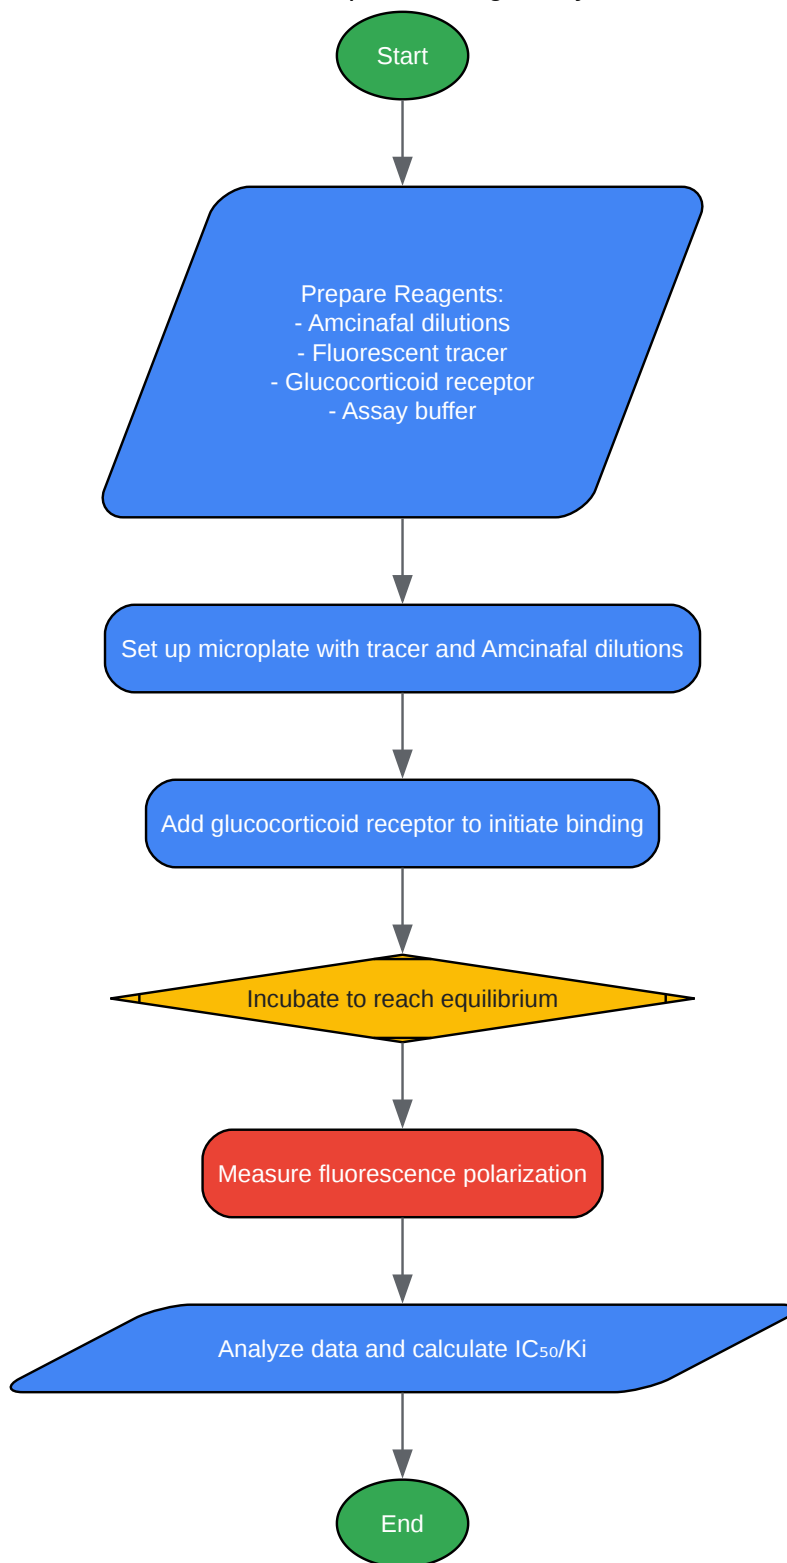 Start
Prepare Reagents:
- Amcinafal dilutions
- Fluorescent tracer
- Glucocorticoid receptor
- Assay buffer
Set up microplate with tracer and Amcinafal dilutions
Add glucocorticoid receptor to initiate binding
Incubate to reach equilibrium
Measure fluorescence polarization
Analyze data and calculate IC₅₀/Ki
End